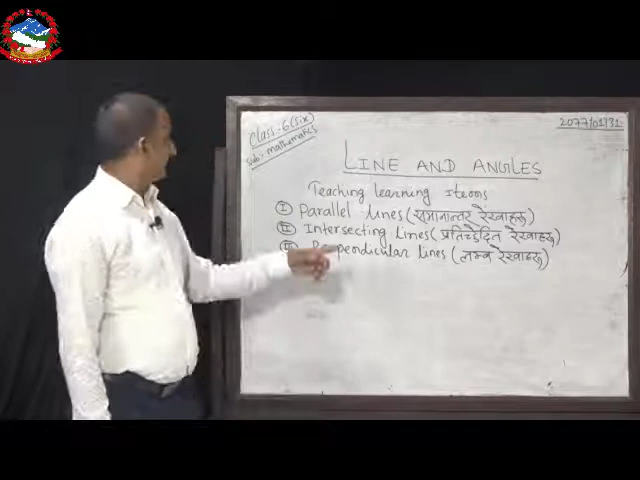 Class:-6(six)
Sub:- mathematics
2077/01/31
LINE AND ANGLES
Teaching learning Items
I Parallel lines (समानान्तर रेखाहरू)
II Intersecting Lines (प्रतिच्छेदित रेखाहरू)
III Perpendicular lines (लम्ब रेखाहरू)